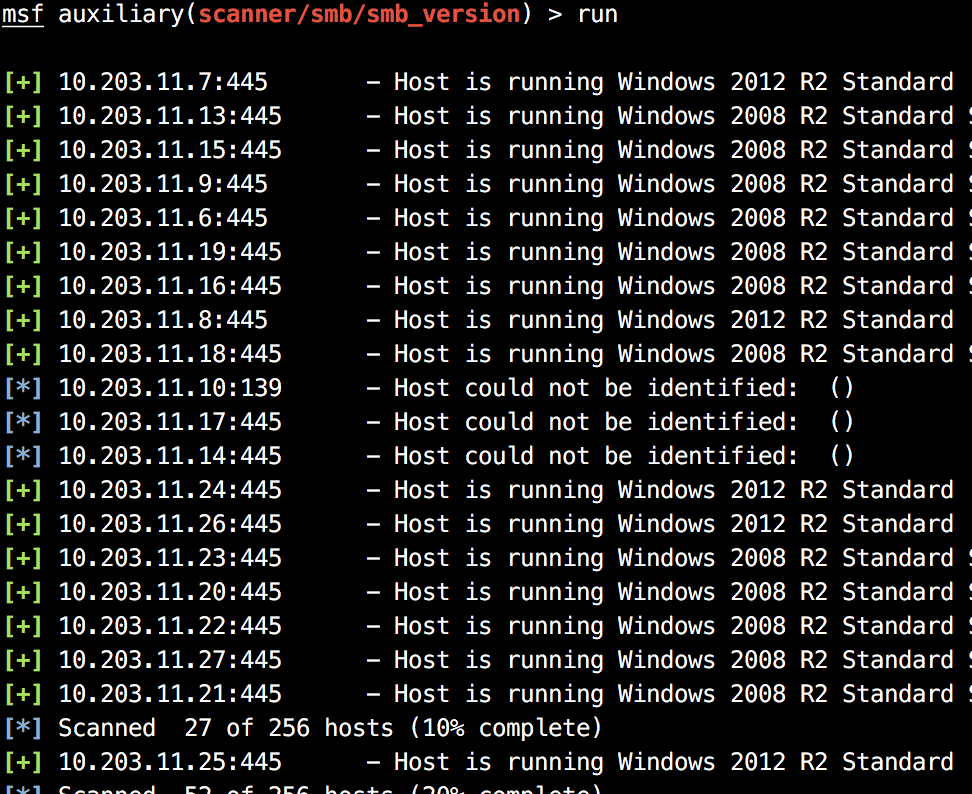 msf auxiliary(scanner/smb/smb_version) > run
[+] 10.203.11.7:445 – Host is running Windows 2012 R2 Standard
[+] 10.203.11.13:445 – Host is running Windows 2008 R2 Standard
[+] 10.203.11.15:445 – Host is running Windows 2008 R2 Standard
[+] 10.203.11.9:445 – Host is running Windows 2008 R2 Standard
[+] 10.203.11.6:445 – Host is running Windows 2008 R2 Standard
[+] 10.203.11.19:445 – Host is running Windows 2008 R2 Standard
[+] 10.203.11.16:445 – Host is running Windows 2008 R2 Standard
[+] 10.203.11.8:445 – Host is running Windows 2012 R2 Standard
[+] 10.203.11.18:445 – Host is running Windows 2008 R2 Standard
[*] 10.203.11.10:139 – Host could not be identified: ()
[*] 10.203.11.17:445 – Host could not be identified: ()
[*] 10.203.11.14:445 – Host could not be identified: ()
[+] 10.203.11.24:445 – Host is running Windows 2012 R2 Standard
[+] 10.203.11.26:445 – Host is running Windows 2012 R2 Standard
[+] 10.203.11.23:445 – Host is running Windows 2008 R2 Standard
[+] 10.203.11.20:445 – Host is running Windows 2008 R2 Standard
[+] 10.203.11.22:445 – Host is running Windows 2008 R2 Standard
[+] 10.203.11.27:445 – Host is running Windows 2008 R2 Standard
[+] 10.203.11.21:445 – Host is running Windows 2008 R2 Standard
[*] Scanned 27 of 256 hosts (10% complete)
[+] 10.203.11.25:445 – Host is running Windows 2012 R2 Standard
[*] Scanned 52 of 256 hosts (20% complete)